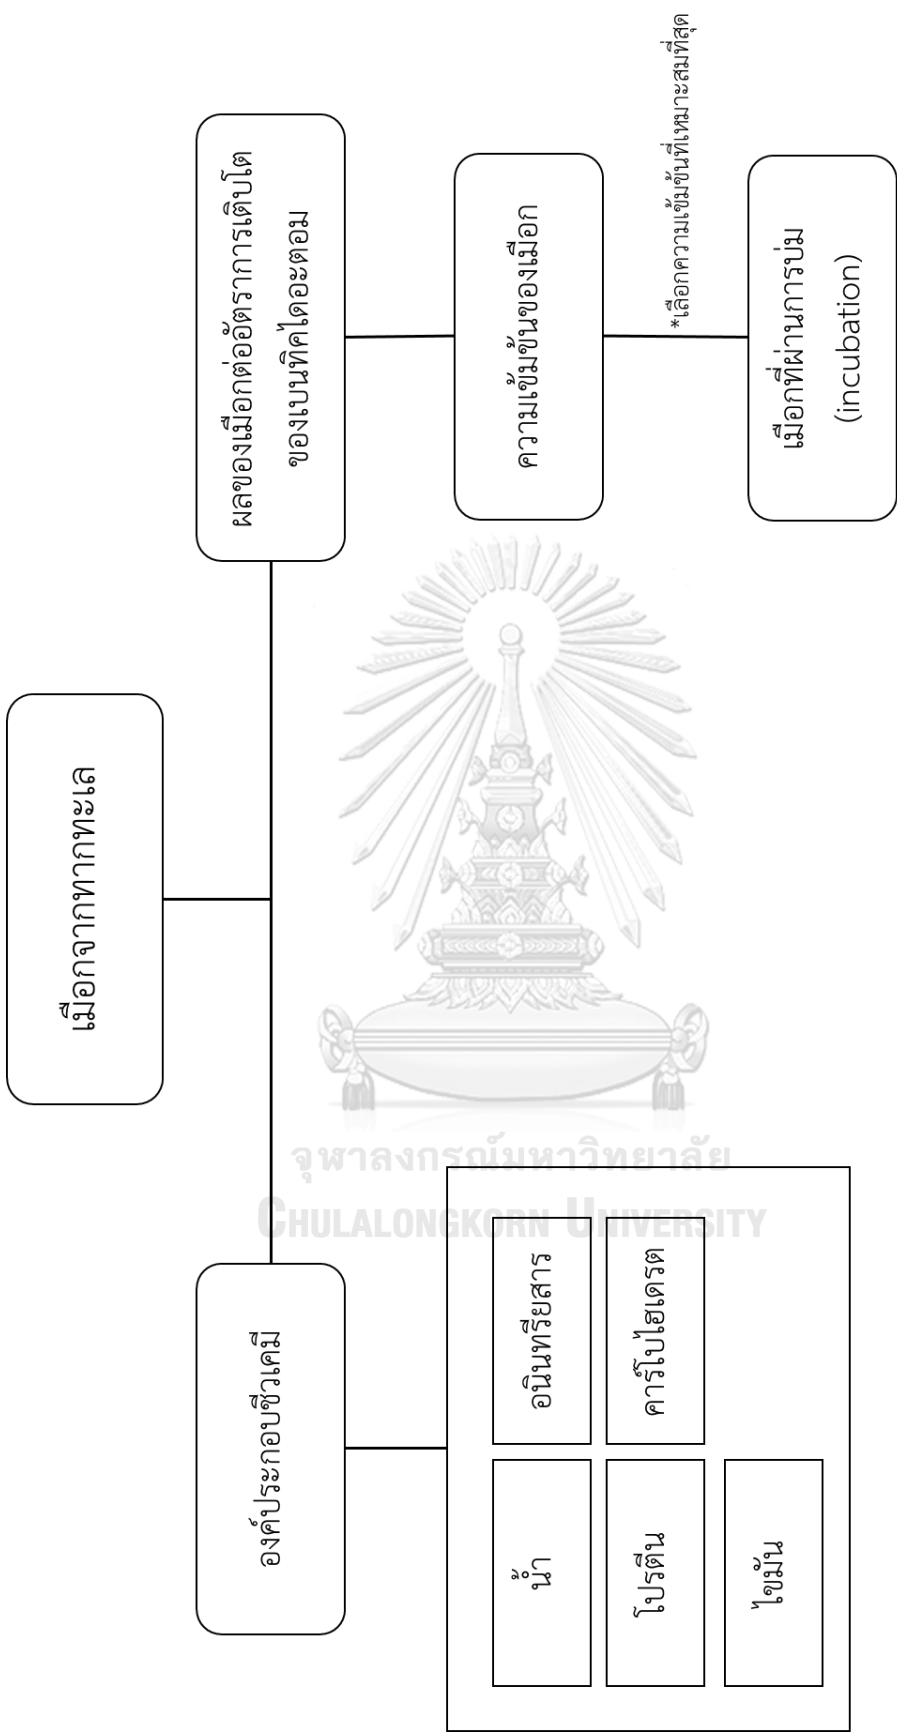 เมือกจากทากทะเล
องค์ประกอบชีวเคมี
น้ำ
อนินทรียสาร
โปรตีน
คาร์โบไฮเดรต
ไขมัน
ผลของเมือกต่ออัตราการเติบโต
ของเบนทิคไดอะตอม
ความเข้มข้นของเมือก
*เลือกความเข้มข้นที่เหมาะสมที่สุด
เมือกที่ผ่านการบ่ม
(incubation)
จุฬาลงกรณ์มหาวิทยาลัย
CHULALONGKORN UNIVERSITY